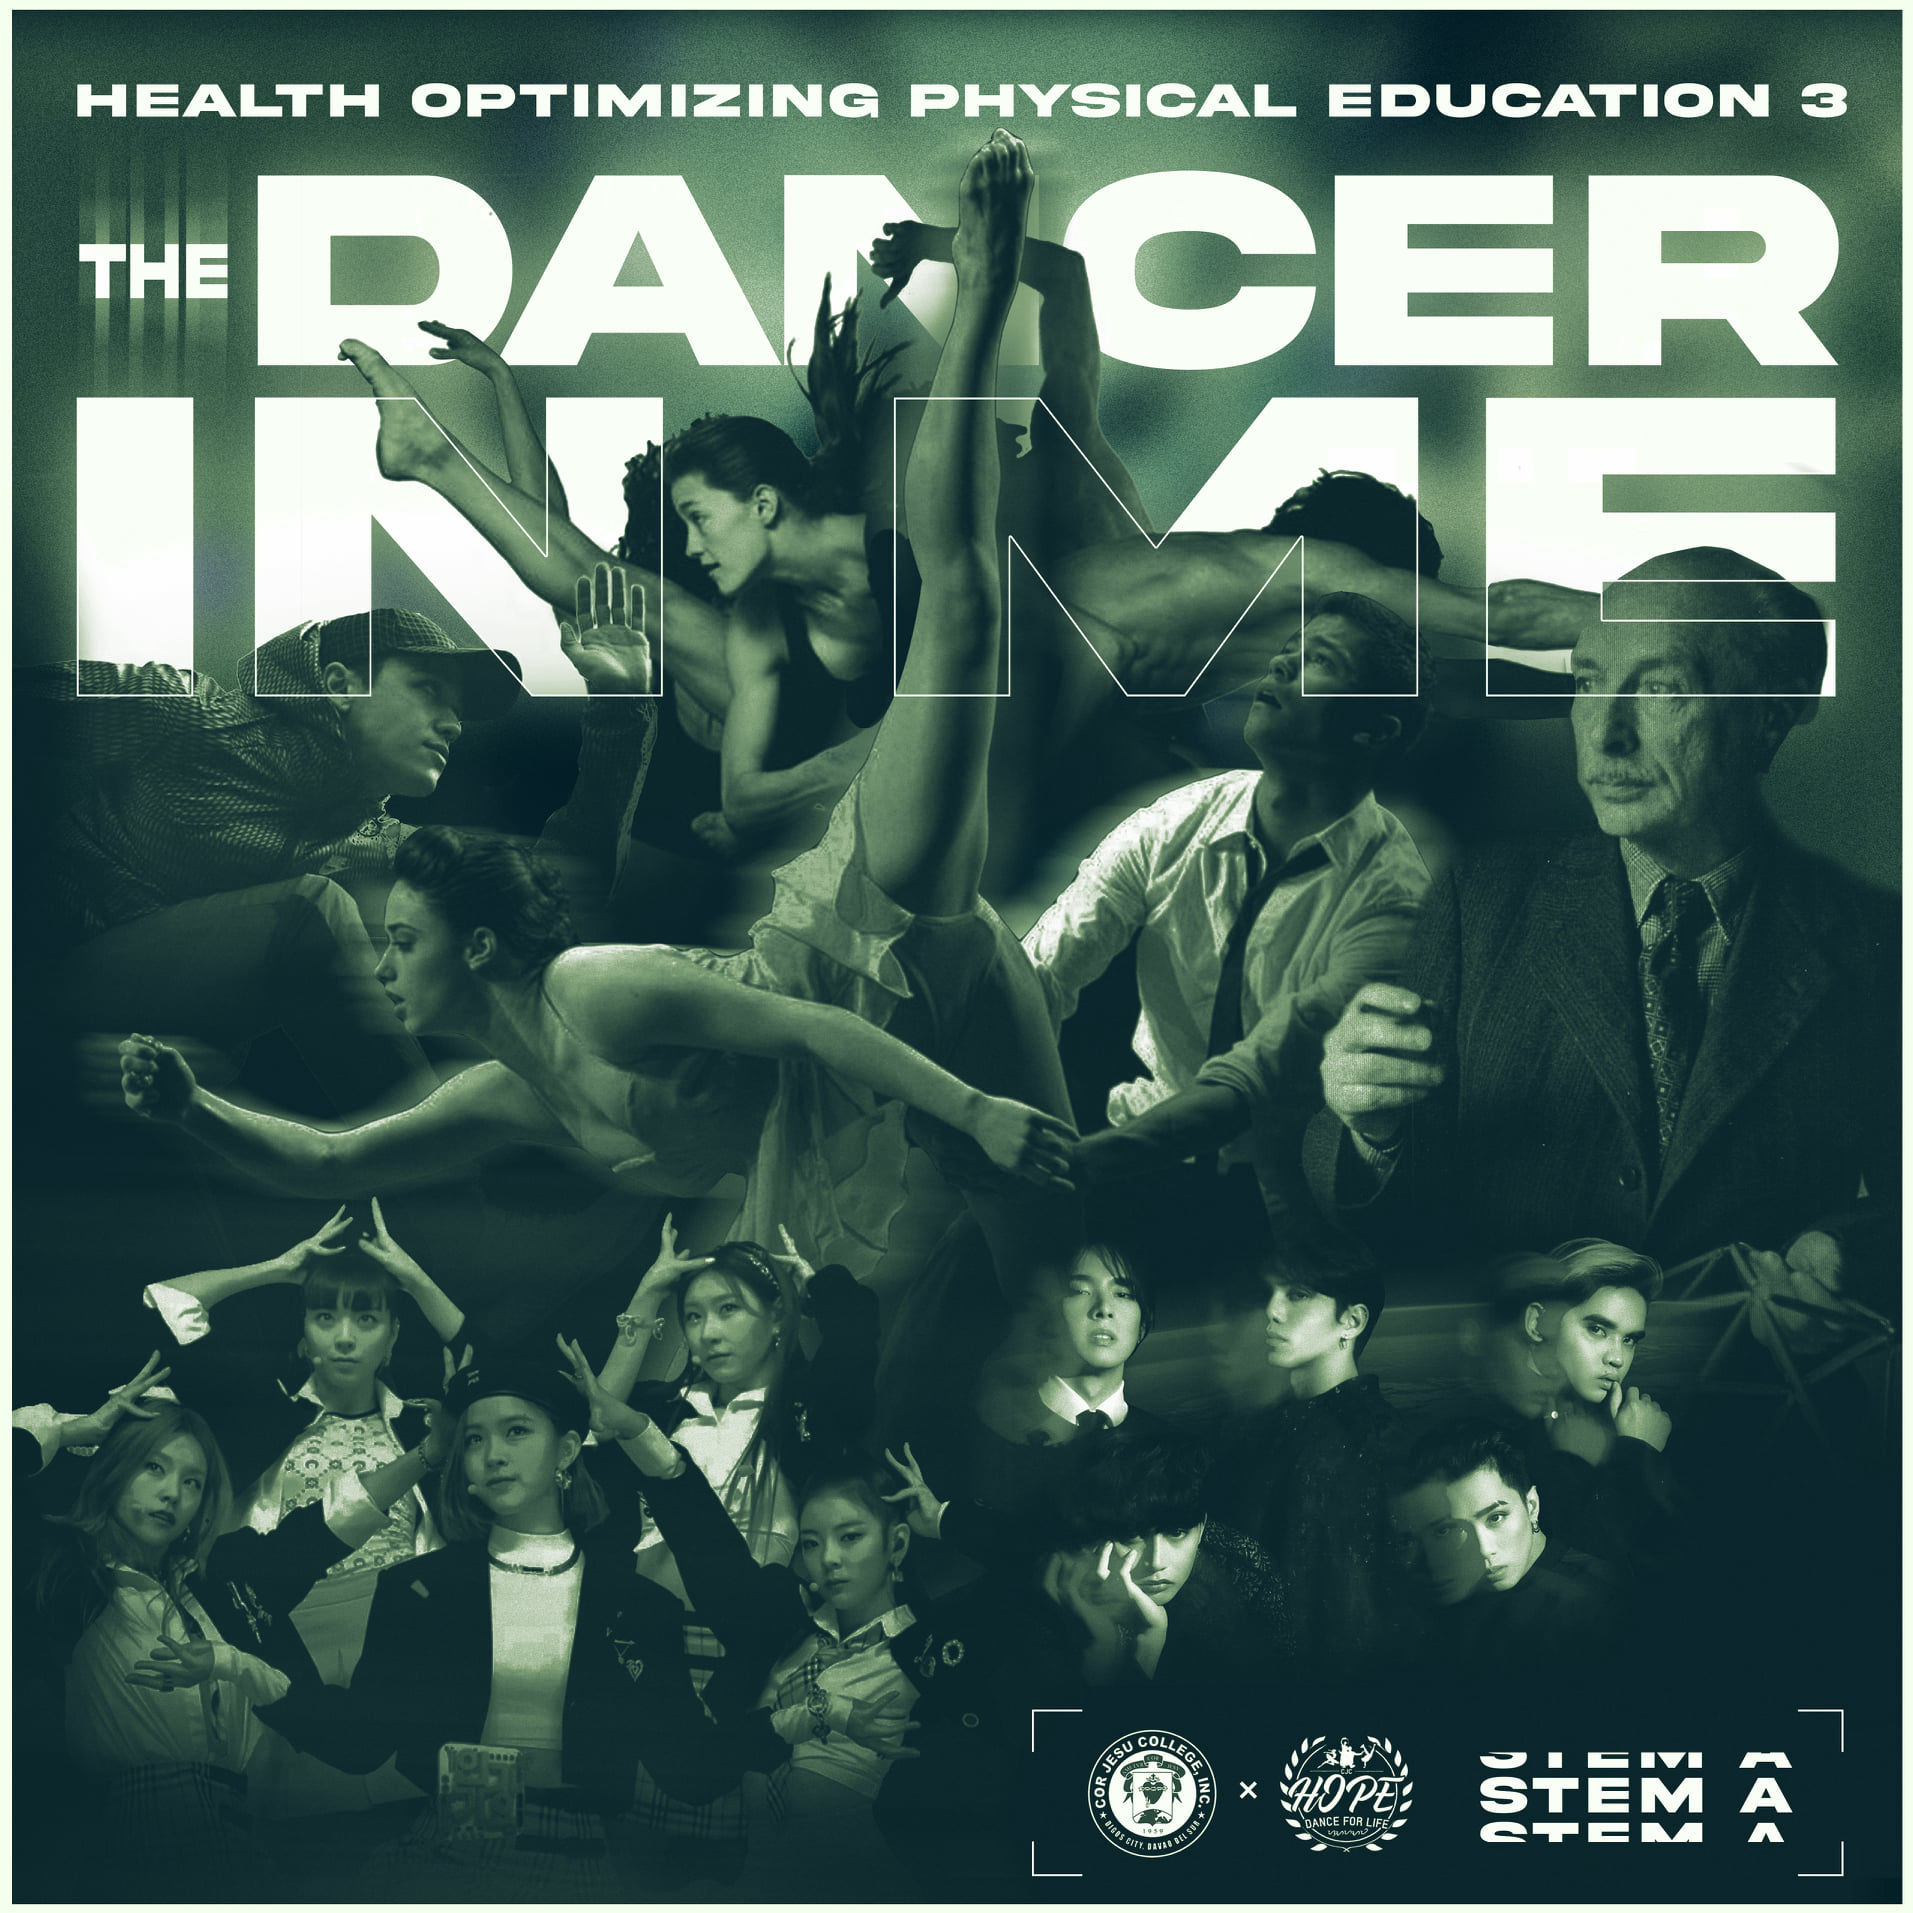 HEALTH OPTIMIZING PHYSICAL EDUCATION 3
THE DANCER
IN ME
COR JESU COLLEGE, INC.
DIGOS CITY, DAVAO DEL SUR
1959
×
CJC
HOPE
DANCE FOR LIFE
STEM A
STEM A
STEM A